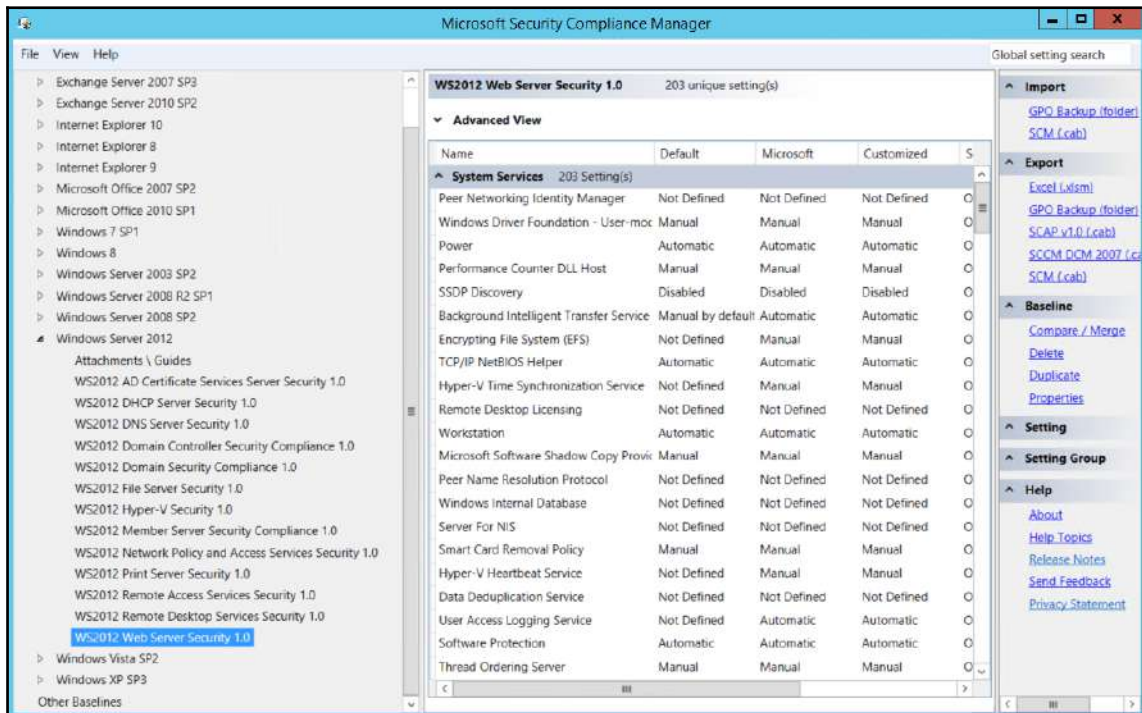 Microsoft Security Compliance Manager
File View Help
Global setting search
Exchange Server 2007 SP3
Exchange Server 2010 SP2
Internet Explorer 10
Internet Explorer 8
Internet Explorer 9
Microsoft Office 2007 SP2
Microsoft Office 2010 SP1
Windows 7 SP1
Windows 8
Windows Server 2003 SP2
Windows Server 2008 R2 SP1
Windows Server 2008 SP2
Windows Server 2012
Attachments \ Guides
WS2012 AD Certificate Services Server Security 1.0
WS2012 DHCP Server Security 1.0
WS2012 DNS Server Security 1.0
WS2012 Domain Controller Security Compliance 1.0
WS2012 Domain Security Compliance 1.0
WS2012 File Server Security 1.0
WS2012 Hyper-V Security 1.0
WS2012 Member Server Security Compliance 1.0
WS2012 Network Policy and Access Services Security 1.0
WS2012 Print Server Security 1.0
WS2012 Remote Access Services Security 1.0
WS2012 Remote Desktop Services Security 1.0
WS2012 Web Server Security 1.0
Windows Vista SP2
Windows XP SP3
Other Baselines
WS2012 Web Server Security 1.0 203 unique setting(s)
Advanced View
Name Default Microsoft Customized S
System Services 203 Setting(s)
Peer Networking Identity Manager Not Defined Not Defined Not Defined O
Windows Driver Foundation - User-moc Manual Manual Manual O
Power Automatic Automatic Automatic O
Performance Counter DLL Host Manual Manual Manual O
SSDP Discovery Disabled Disabled Disabled O
Background Intelligent Transfer Service Manual by default Automatic Automatic O
Encrypting File System (EFS) Not Defined Manual Manual O
TCP/IP NetBIOS Helper Automatic Automatic Automatic O
Hyper-V Time Synchronization Service Not Defined Manual Manual O
Remote Desktop Licensing Not Defined Not Defined Not Defined O
Workstation Automatic Automatic Automatic O
Microsoft Software Shadow Copy Provic Manual Manual Manual O
Peer Name Resolution Protocol Not Defined Not Defined Not Defined O
Windows Internal Database Not Defined Not Defined Not Defined O
Server For NIS Not Defined Not Defined Not Defined O
Smart Card Removal Policy Manual Manual Manual O
Hyper-V Heartbeat Service Not Defined Manual Manual O
Data Deduplication Service Not Defined Not Defined Not Defined O
User Access Logging Service Not Defined Automatic Automatic O
Software Protection Automatic Automatic Automatic O
Thread Ordering Server Manual Manual Manual O
Import
GPO Backup (folder)
SCM (.cab)
Export
Excel (.xlsm)
GPO Backup (folder)
SCAP v1.0 (.cab)
SCCM DCM 2007 (.ca
SCM (.cab)
Baseline
Compare / Merge
Delete
Duplicate
Properties
Setting
Setting Group
Help
About
Help Topics
Release Notes
Send Feedback
Privacy Statement